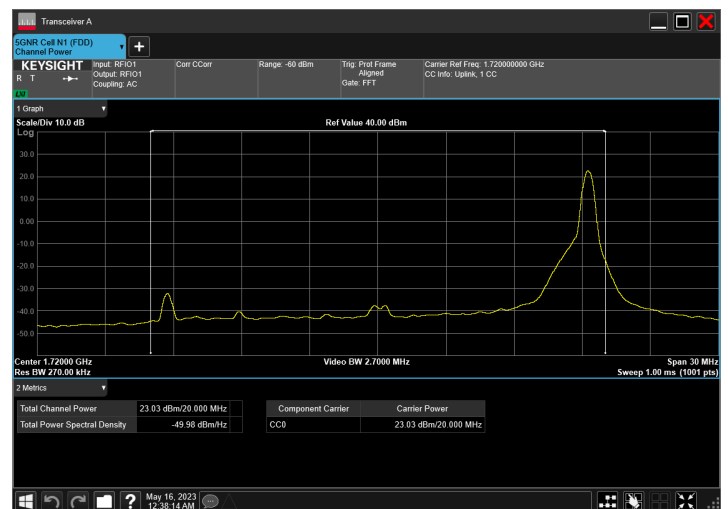 Transceiver A
5GNR Cell N1 (FDD)
Channel Power
+
KEYSIGHT
R T
LXI
Input: RFIO1
Output: RFIO1
Coupling: AC
Corr CCorr
Range: -60 dBm
Trig: Prot Frame
Aligned
Gate: FFT
Carrier Ref Freq: 1.720000000 GHz
CC Info: Uplink, 1 CC
1 Graph
Scale/Div 10.0 dB
Ref Value 40.00 dBm
Log
30.0
20.0
10.0
0.00
-10.0
-20.0
-30.0
-40.0
-50.0
Center 1.72000 GHz
Video BW 2.7000 MHz
Span 30 MHz
Res BW 270.00 kHz
Sweep 1.00 ms (1001 pts)
2 Metrics
Total Channel Power 23.03 dBm/20.000 MHz
Total Power Spectral Density -49.98 dBm/Hz
Component Carrier Carrier Power
CC0 23.03 dBm/20.000 MHz
?
May 16, 2023
12:38:14 AM